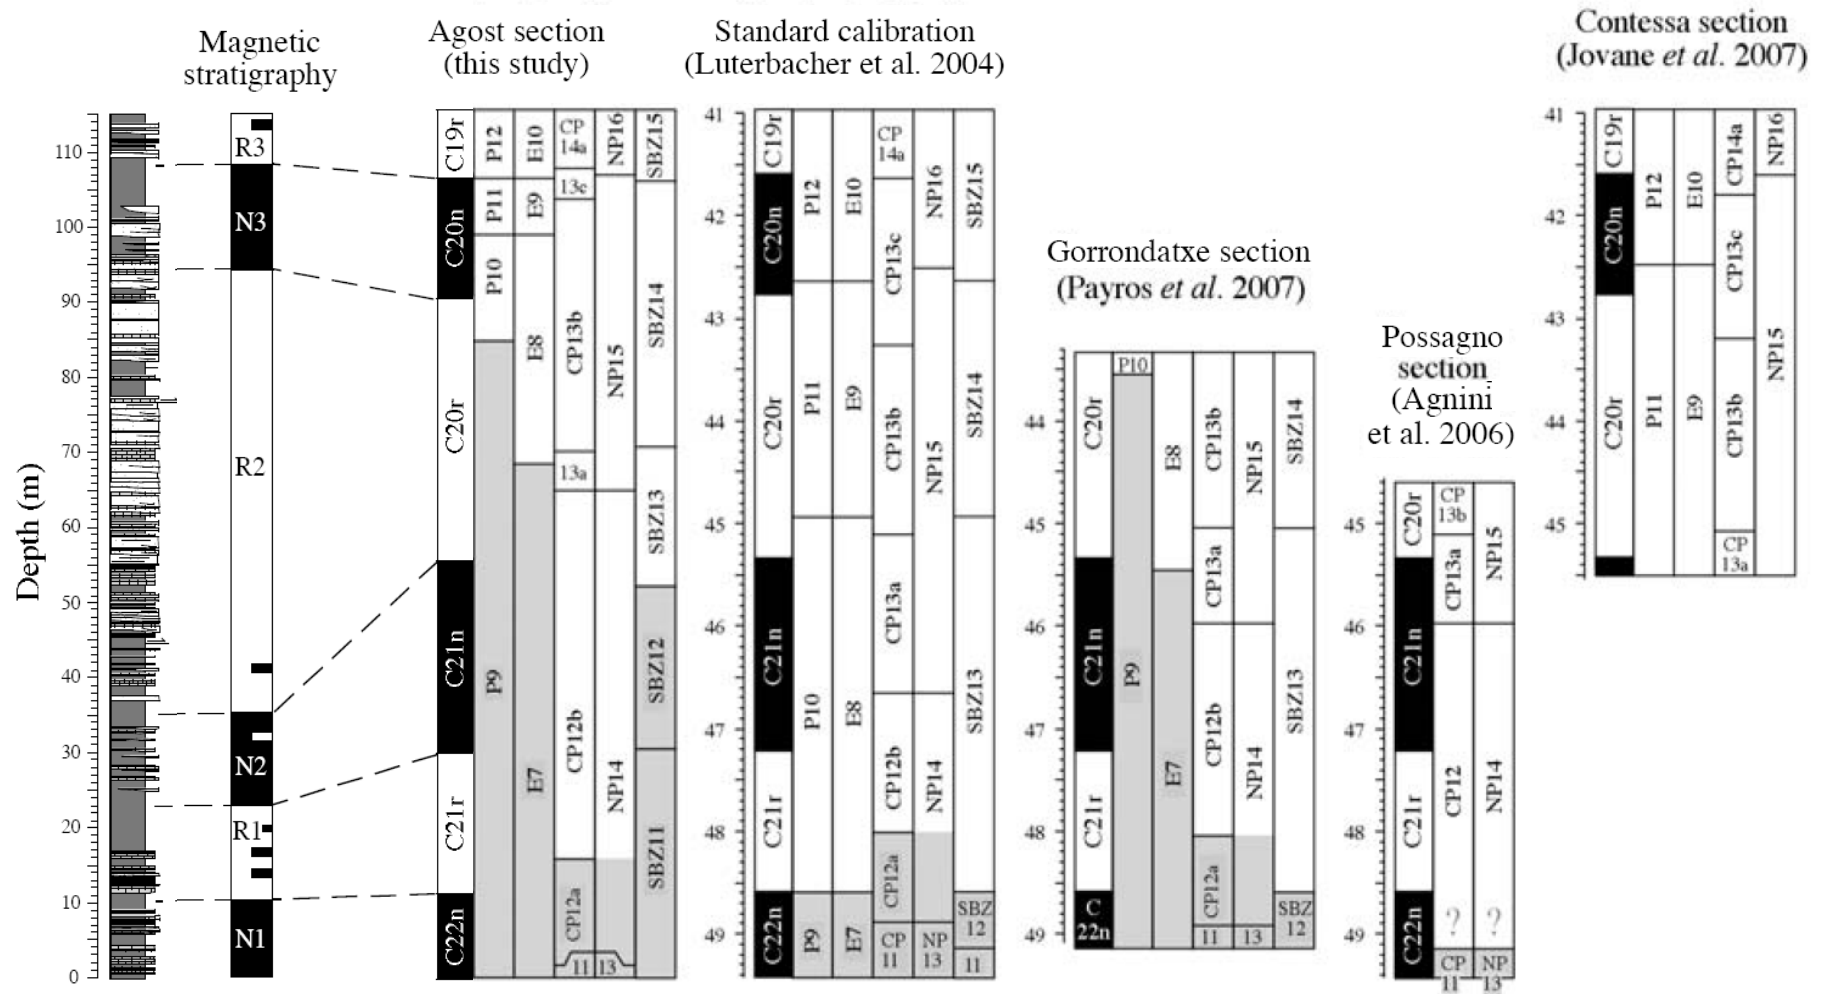 Magnetic
stratigraphy
Agost section
(this study)
Standard calibration
(Luterbacher et al. 2004)
Gorrondatxe section
(Payros et al. 2007)
Possagno
section
(Agnini
et al. 2006)
Contessa section
(Jovane et al. 2007)
Depth (m)
110
100
90
80
70
60
50
40
30
20
10
0
R3
N3
R2
N2
R1
N1
C19r
C20n
C20r
C21n
C21r
C22n
P12
P11
P10
P9
E10
E9
E8
E7
CP
14a
13c
CP13b
13a
CP12b
CP12a
11
NP16
NP15
NP14
13
SBZ15
SBZ14
SBZ13
SBZ12
SBZ11
41
42
43
44
45
46
47
48
49
C19r
C20n
C20r
C21n
C21r
C22n
P12
P11
P10
P9
E10
E9
E8
E7
CP
14a
CP13c
CP13b
CP13a
CP12b
CP12a
CP
11
NP16
NP15
NP14
NP
13
SBZ15
SBZ14
SBZ13
SBZ
12
11
44
45
46
47
48
49
C20r
C21n
C21r
C
22n
P10
P9
E8
E7
CP13b
CP13a
CP12b
CP12a
11
NP15
NP14
13
SBZ14
SBZ13
SBZ
12
45
46
47
48
49
C20r
C21n
C21r
C22n
CP
13b
CP13a
CP12
?
CP
11
NP15
NP14
?
NP
13
41
42
43
44
45
C19r
C20n
C20r
P12
P11
E10
E9
CP14a
CP13c
CP13b
CP
13a
NP16
NP15